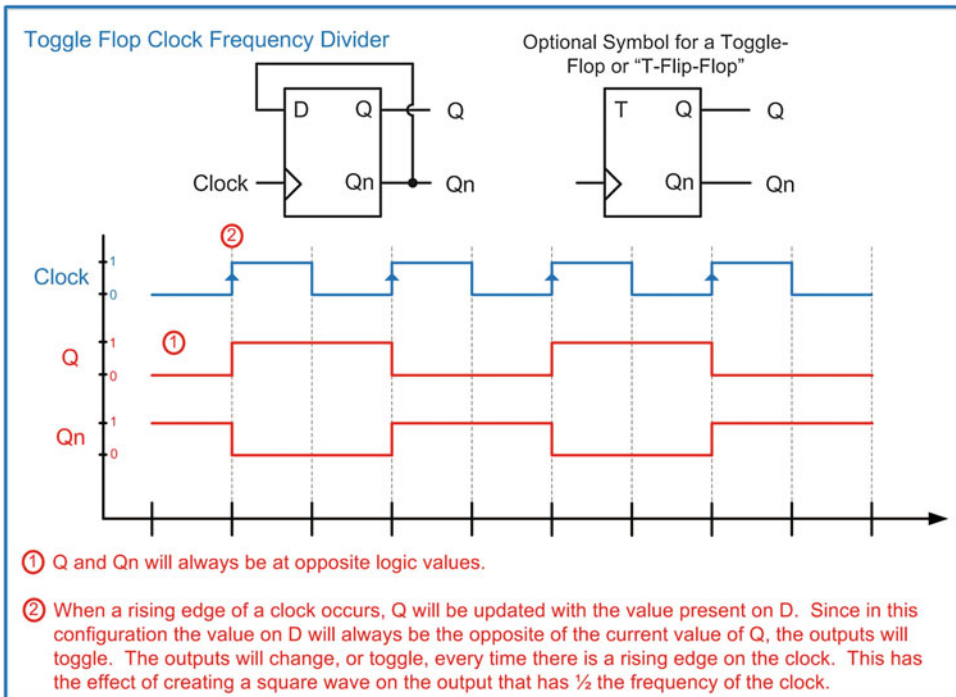 Toggle Flop Clock Frequency Divider
Optional Symbol for a Toggle-
Flop or “T-Flip-Flop”
D Q Q
Clock Qn Qn
T Q Q
Qn Qn
2
Clock 1
0
1
Q 1
0
Qn 1
0
1 Q and Qn will always be at opposite logic values.
2 When a rising edge of a clock occurs, Q will be updated with the value present on D. Since in this
configuration the value on D will always be the opposite of the current value of Q, the outputs will
toggle. The outputs will change, or toggle, every time there is a rising edge on the clock. This has
the effect of creating a square wave on the output that has ½ the frequency of the clock.